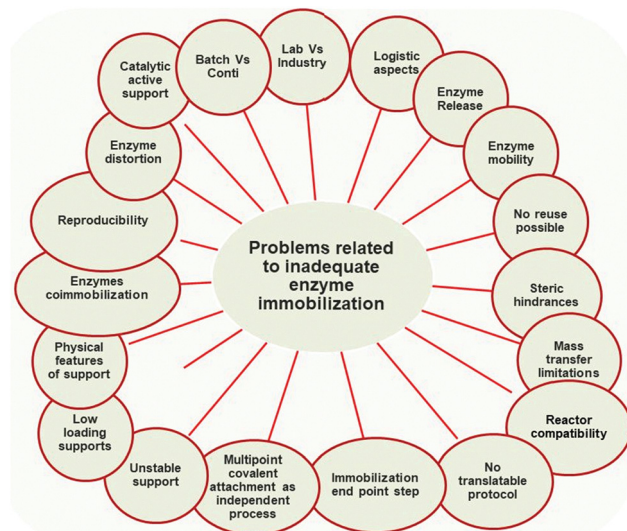 Lab Vs
Industry
Logistic
aspects
Enzyme
Release
Enzyme
mobility
No reuse
possible
Steric
hindrances
Mass
transfer
limitations
Reactor
compatibility
No
translatable
protocol
Immobilization
end point step
Multipoint
covalent
attachment as
independent
process
Unstable
support
Low
loading
supports
Physical
features
of support
Enzymes
coimmobilization
Reproducibility
Enzyme
distortion
Catalytic
active
support
Batch Vs
Conti
Problems related
to inadequate
enzyme
immobilization